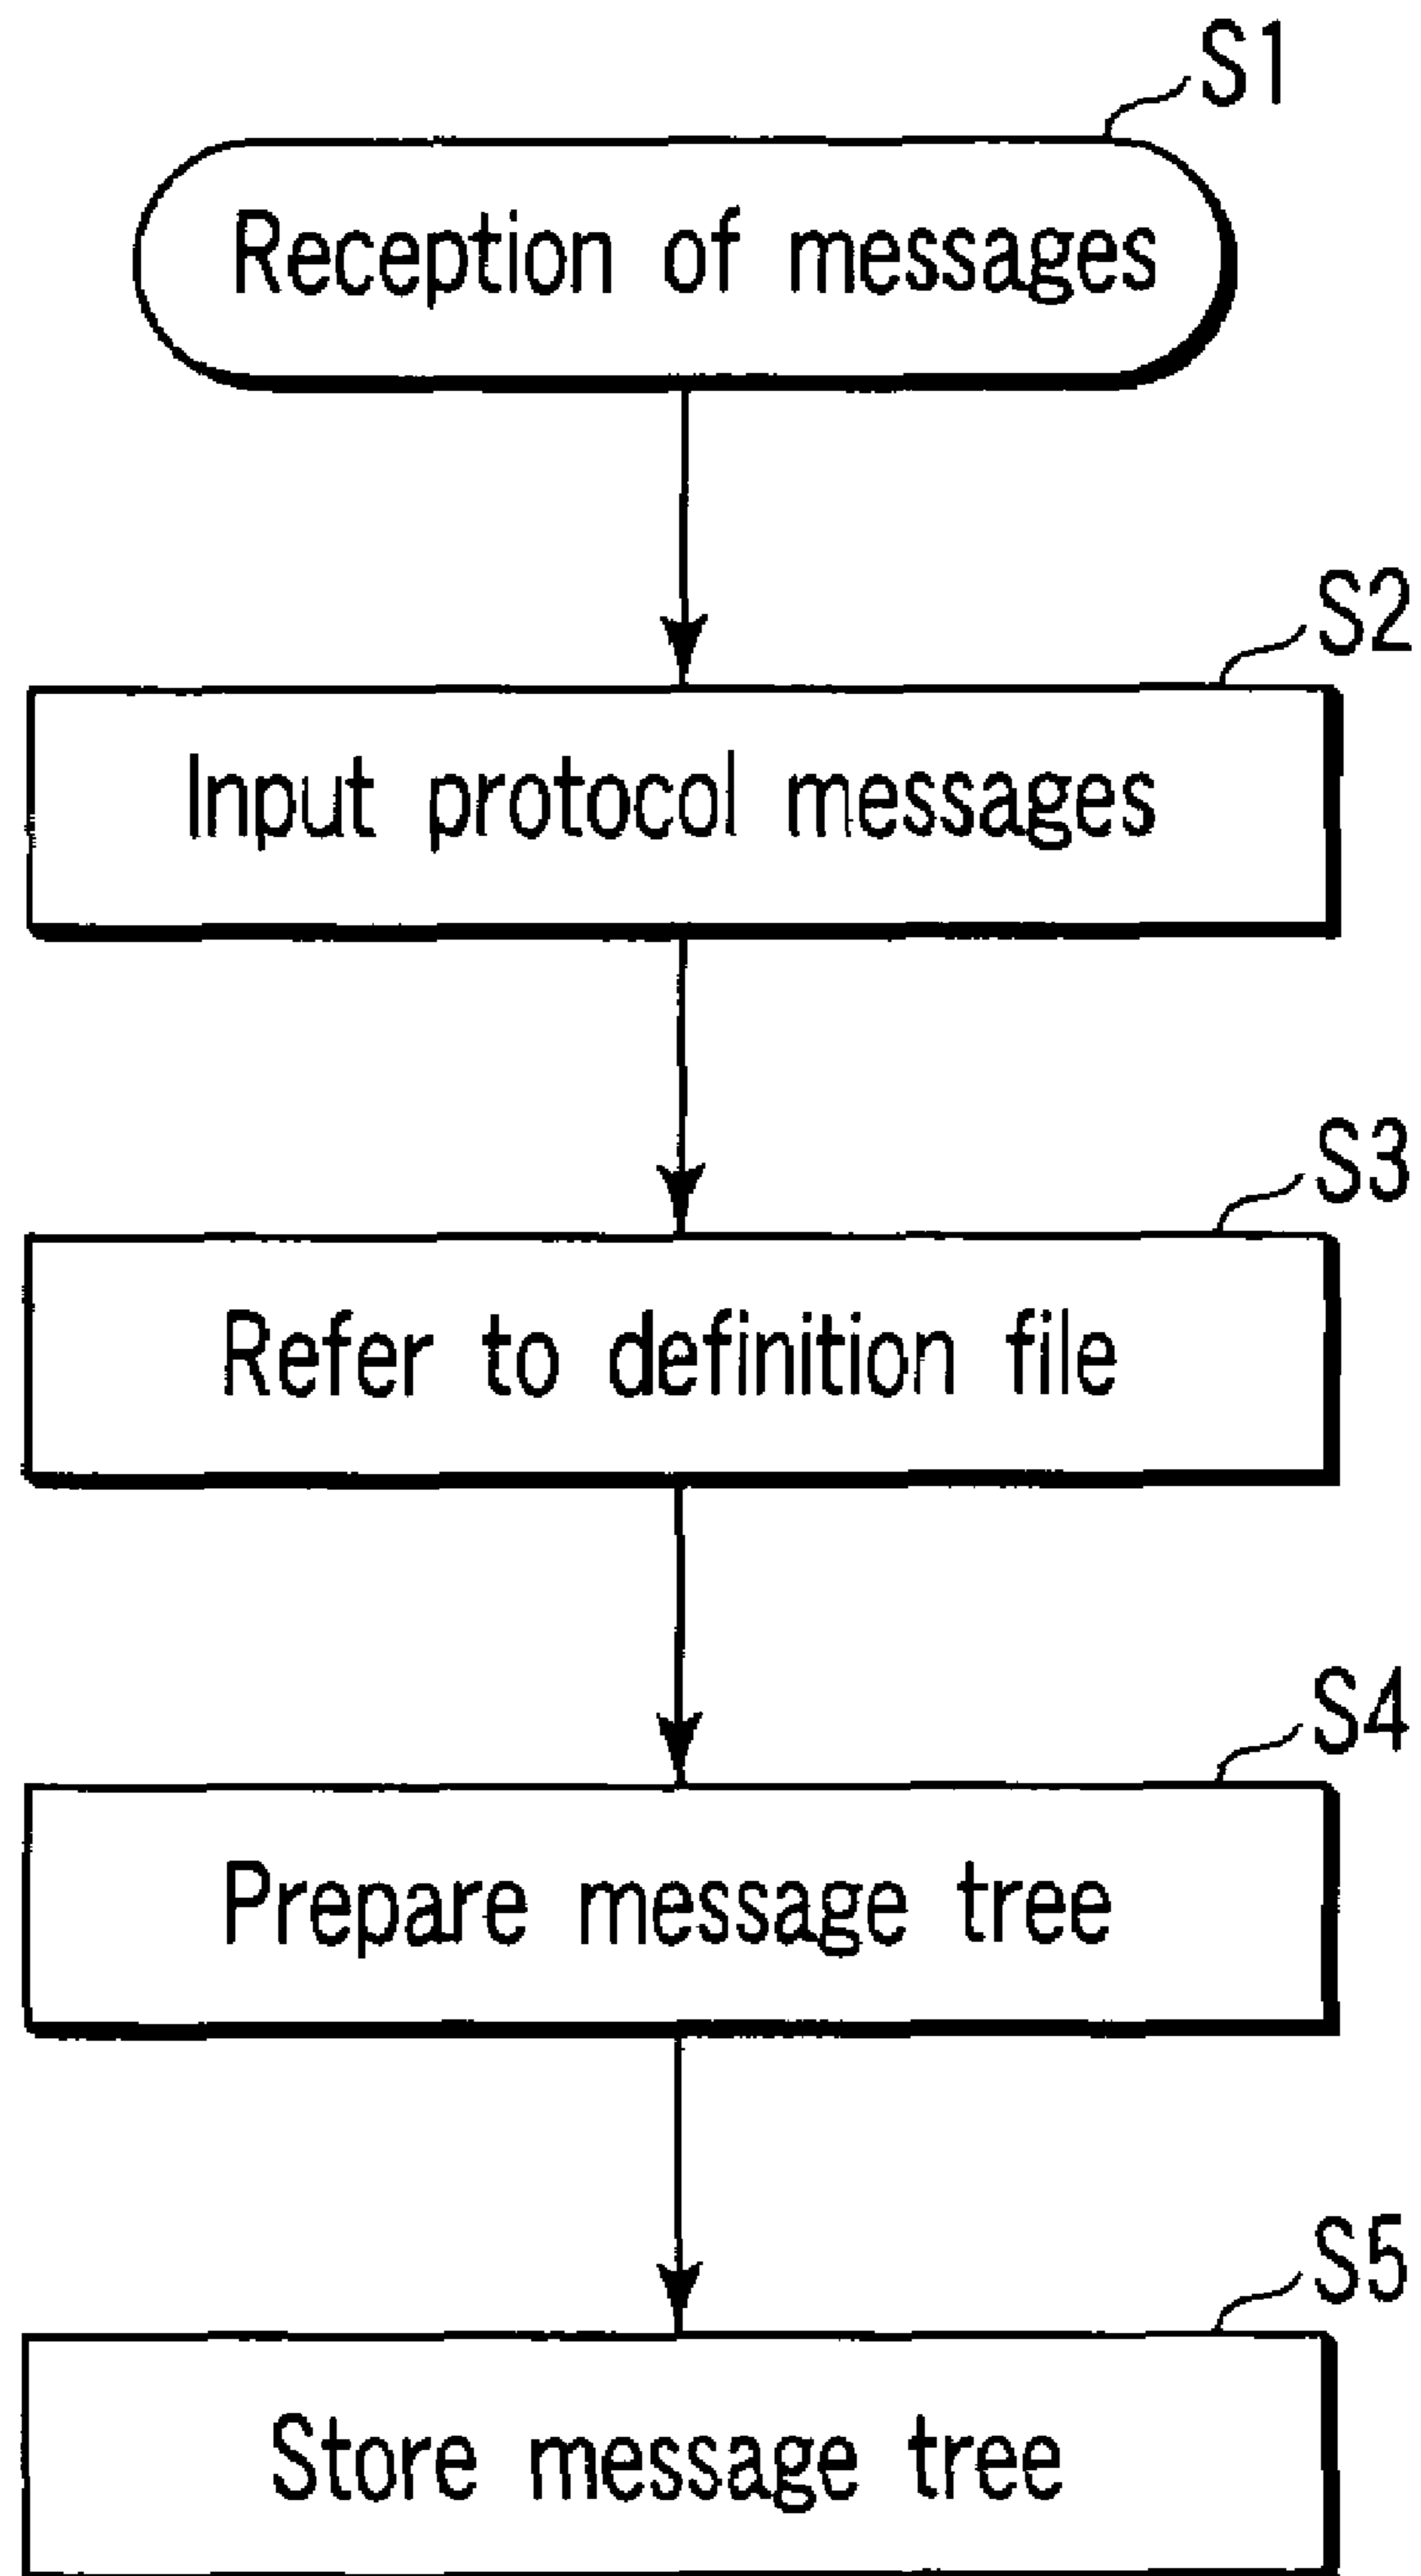 S1
Reception of messages
S2
Input protocol messages
S3
Refer to definition file
S4
Prepare message tree
S5
Store message tree